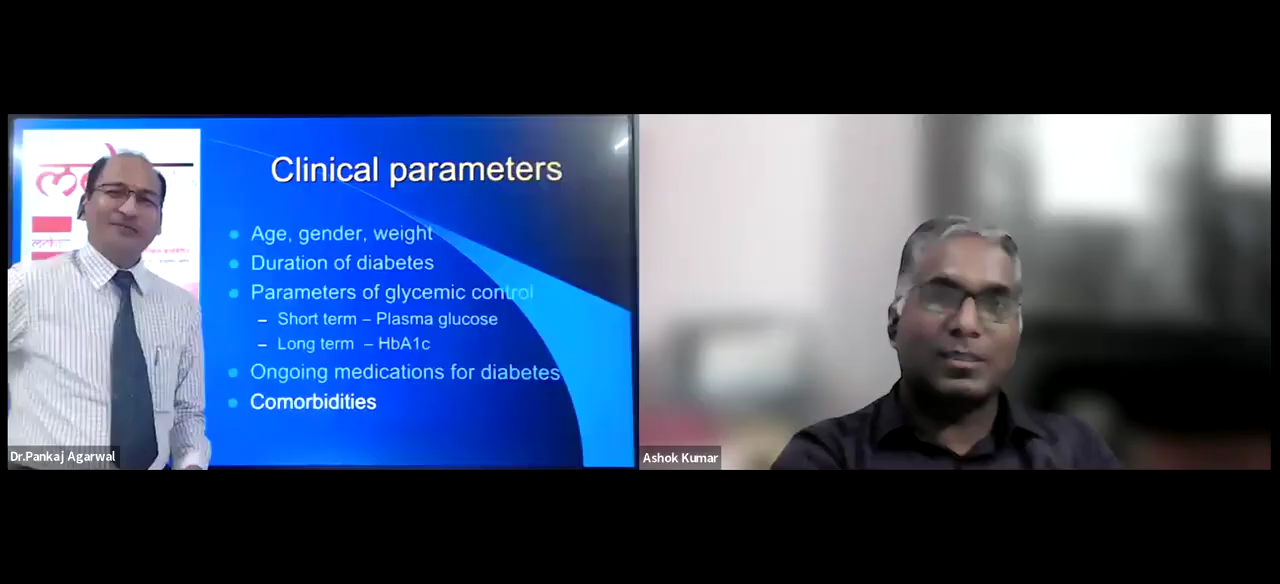 Clinical parameters
Age, gender, weight
Duration of diabetes
Parameters of glycemic control
– Short term – Plasma glucose
– Long term – HbA1c
Ongoing medications for diabetes
Comorbidities
Dr.Pankaj Agarwal
Ashok Kumar